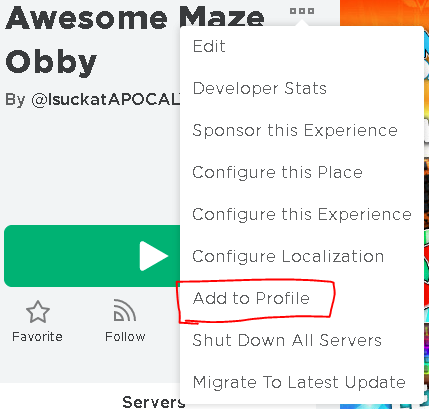 Awesome Maze
Obby
By @IsuckatAPOCAL
Edit
Developer Stats
Sponsor this Experience
Configure this Place
Configure this Experience
Configure Localization
Add to Profile
Shut Down All Servers
Migrate To Latest Update
Favorite
Follow
Servers